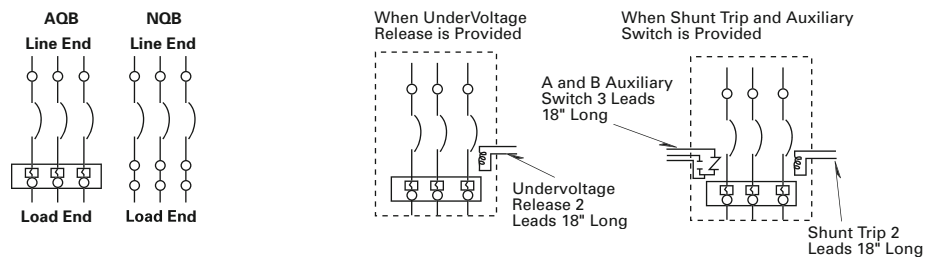 AQB
Line End
Load End
NQB
Line End
Load End
When UnderVoltage
Release is Provided
Undervoltage
Release 2
Leads 18" Long
When Shunt Trip and Auxiliary
Switch is Provided
A and B Auxiliary
Switch 3 Leads
18" Long
Shunt Trip 2
Leads 18" Long